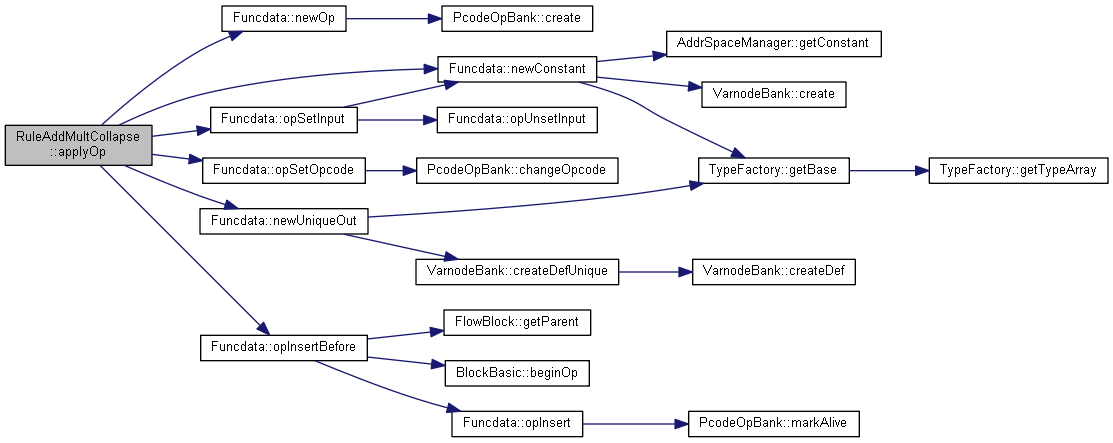 Funcdata::newOp
PcodeOpBank::create
AddrSpaceManager::getConstant
Funcdata::newConstant
VarnodeBank::create
RuleAddMultCollapse
::applyOp
Funcdata::opSetInput
Funcdata::opUnsetInput
Funcdata::opSetOpcode
PcodeOpBank::changeOpcode
TypeFactory::getBase
TypeFactory::getTypeArray
Funcdata::newUniqueOut
VarnodeBank::createDefUnique
VarnodeBank::createDef
FlowBlock::getParent
Funcdata::opInsertBefore
BlockBasic::beginOp
Funcdata::opInsert
PcodeOpBank::markAlive